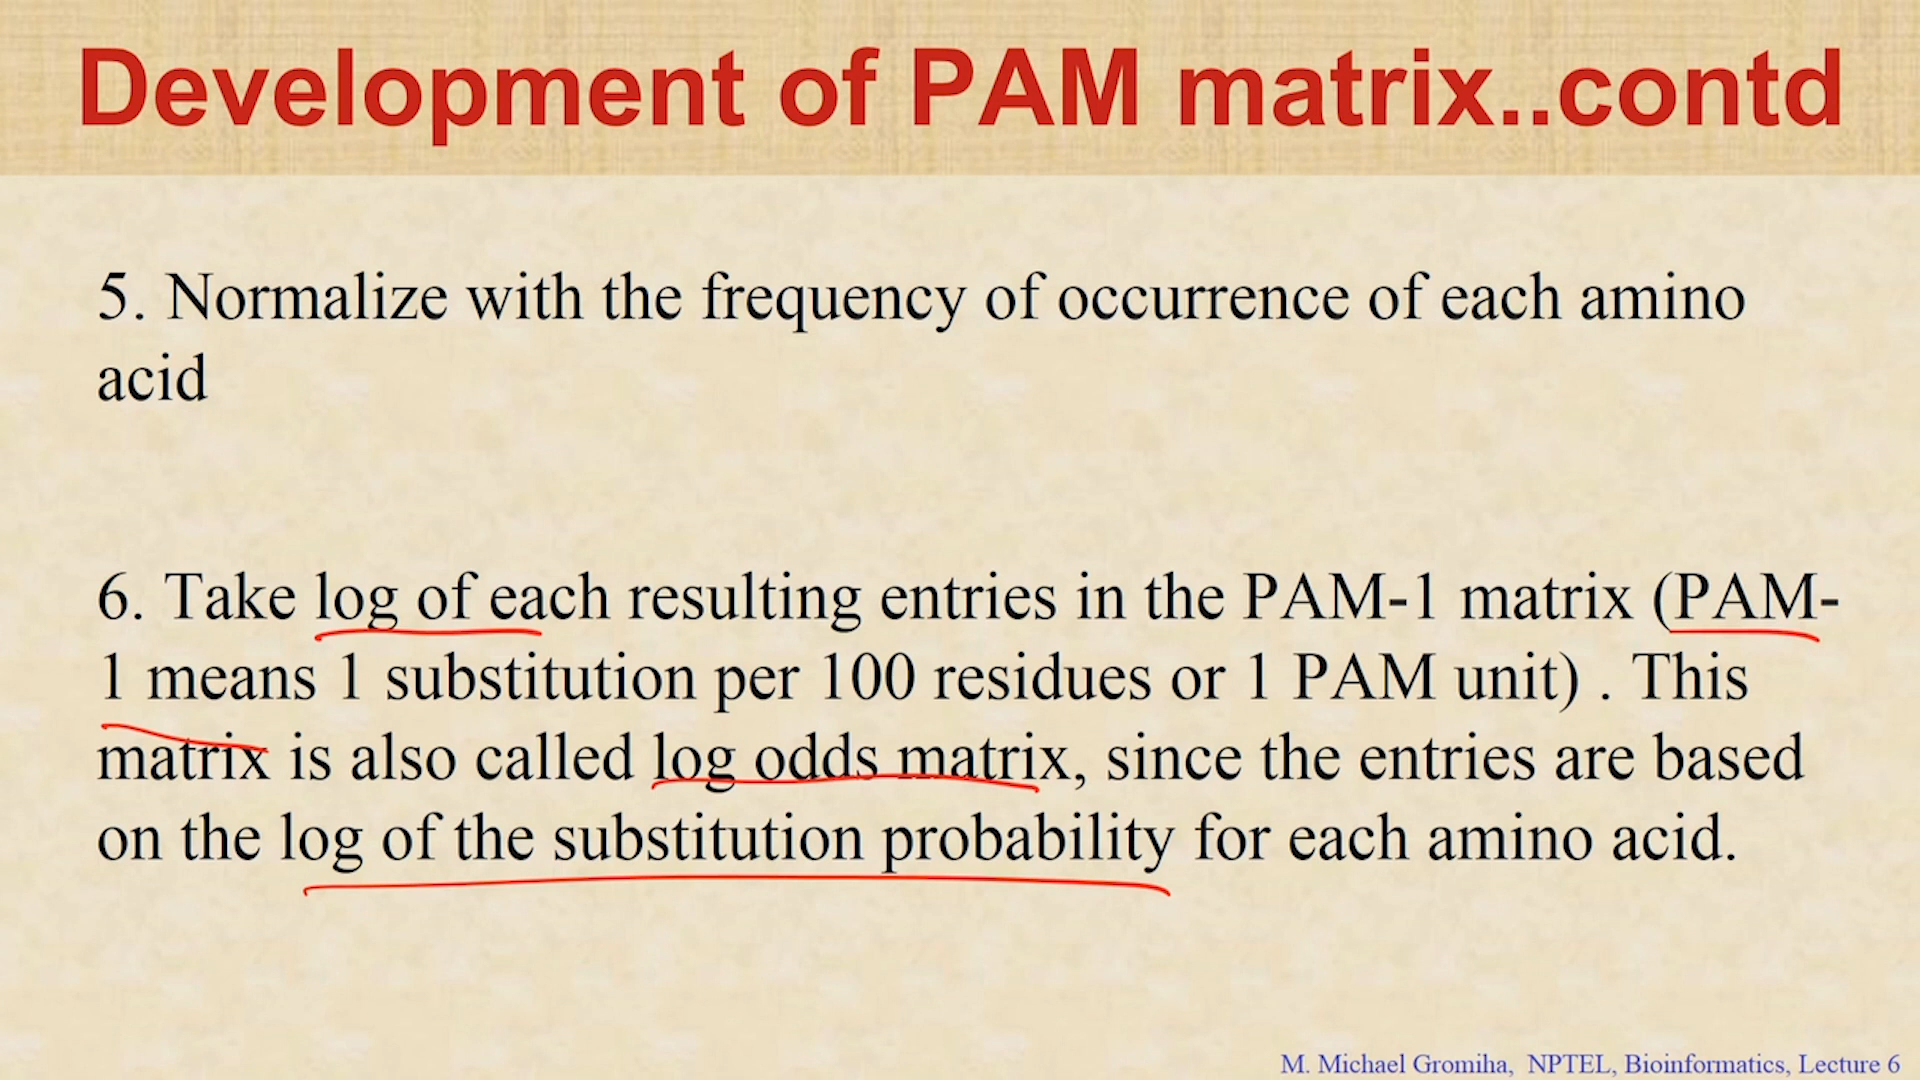 Development of PAM matrix..contd
5. Normalize with the frequency of occurrence of each amino
acid
6. Take log of each resulting entries in the PAM-1 matrix (PAM-
1 means 1 substitution per 100 residues or 1 PAM unit) . This
matrix is also called log odds matrix, since the entries are based
on the log of the substitution probability for each amino acid.
M. Michael Gromiha, NPTEL, Bioinformatics, Lecture 6